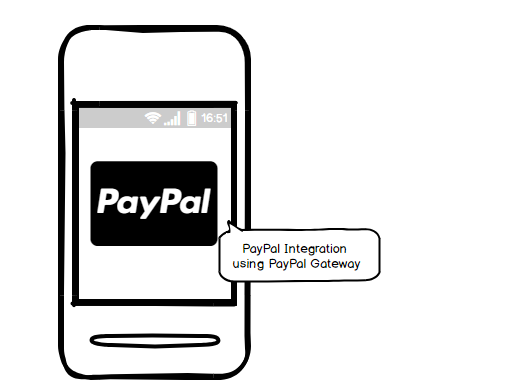 16:51
PayPal
PayPal Integration
using PayPal Gateway